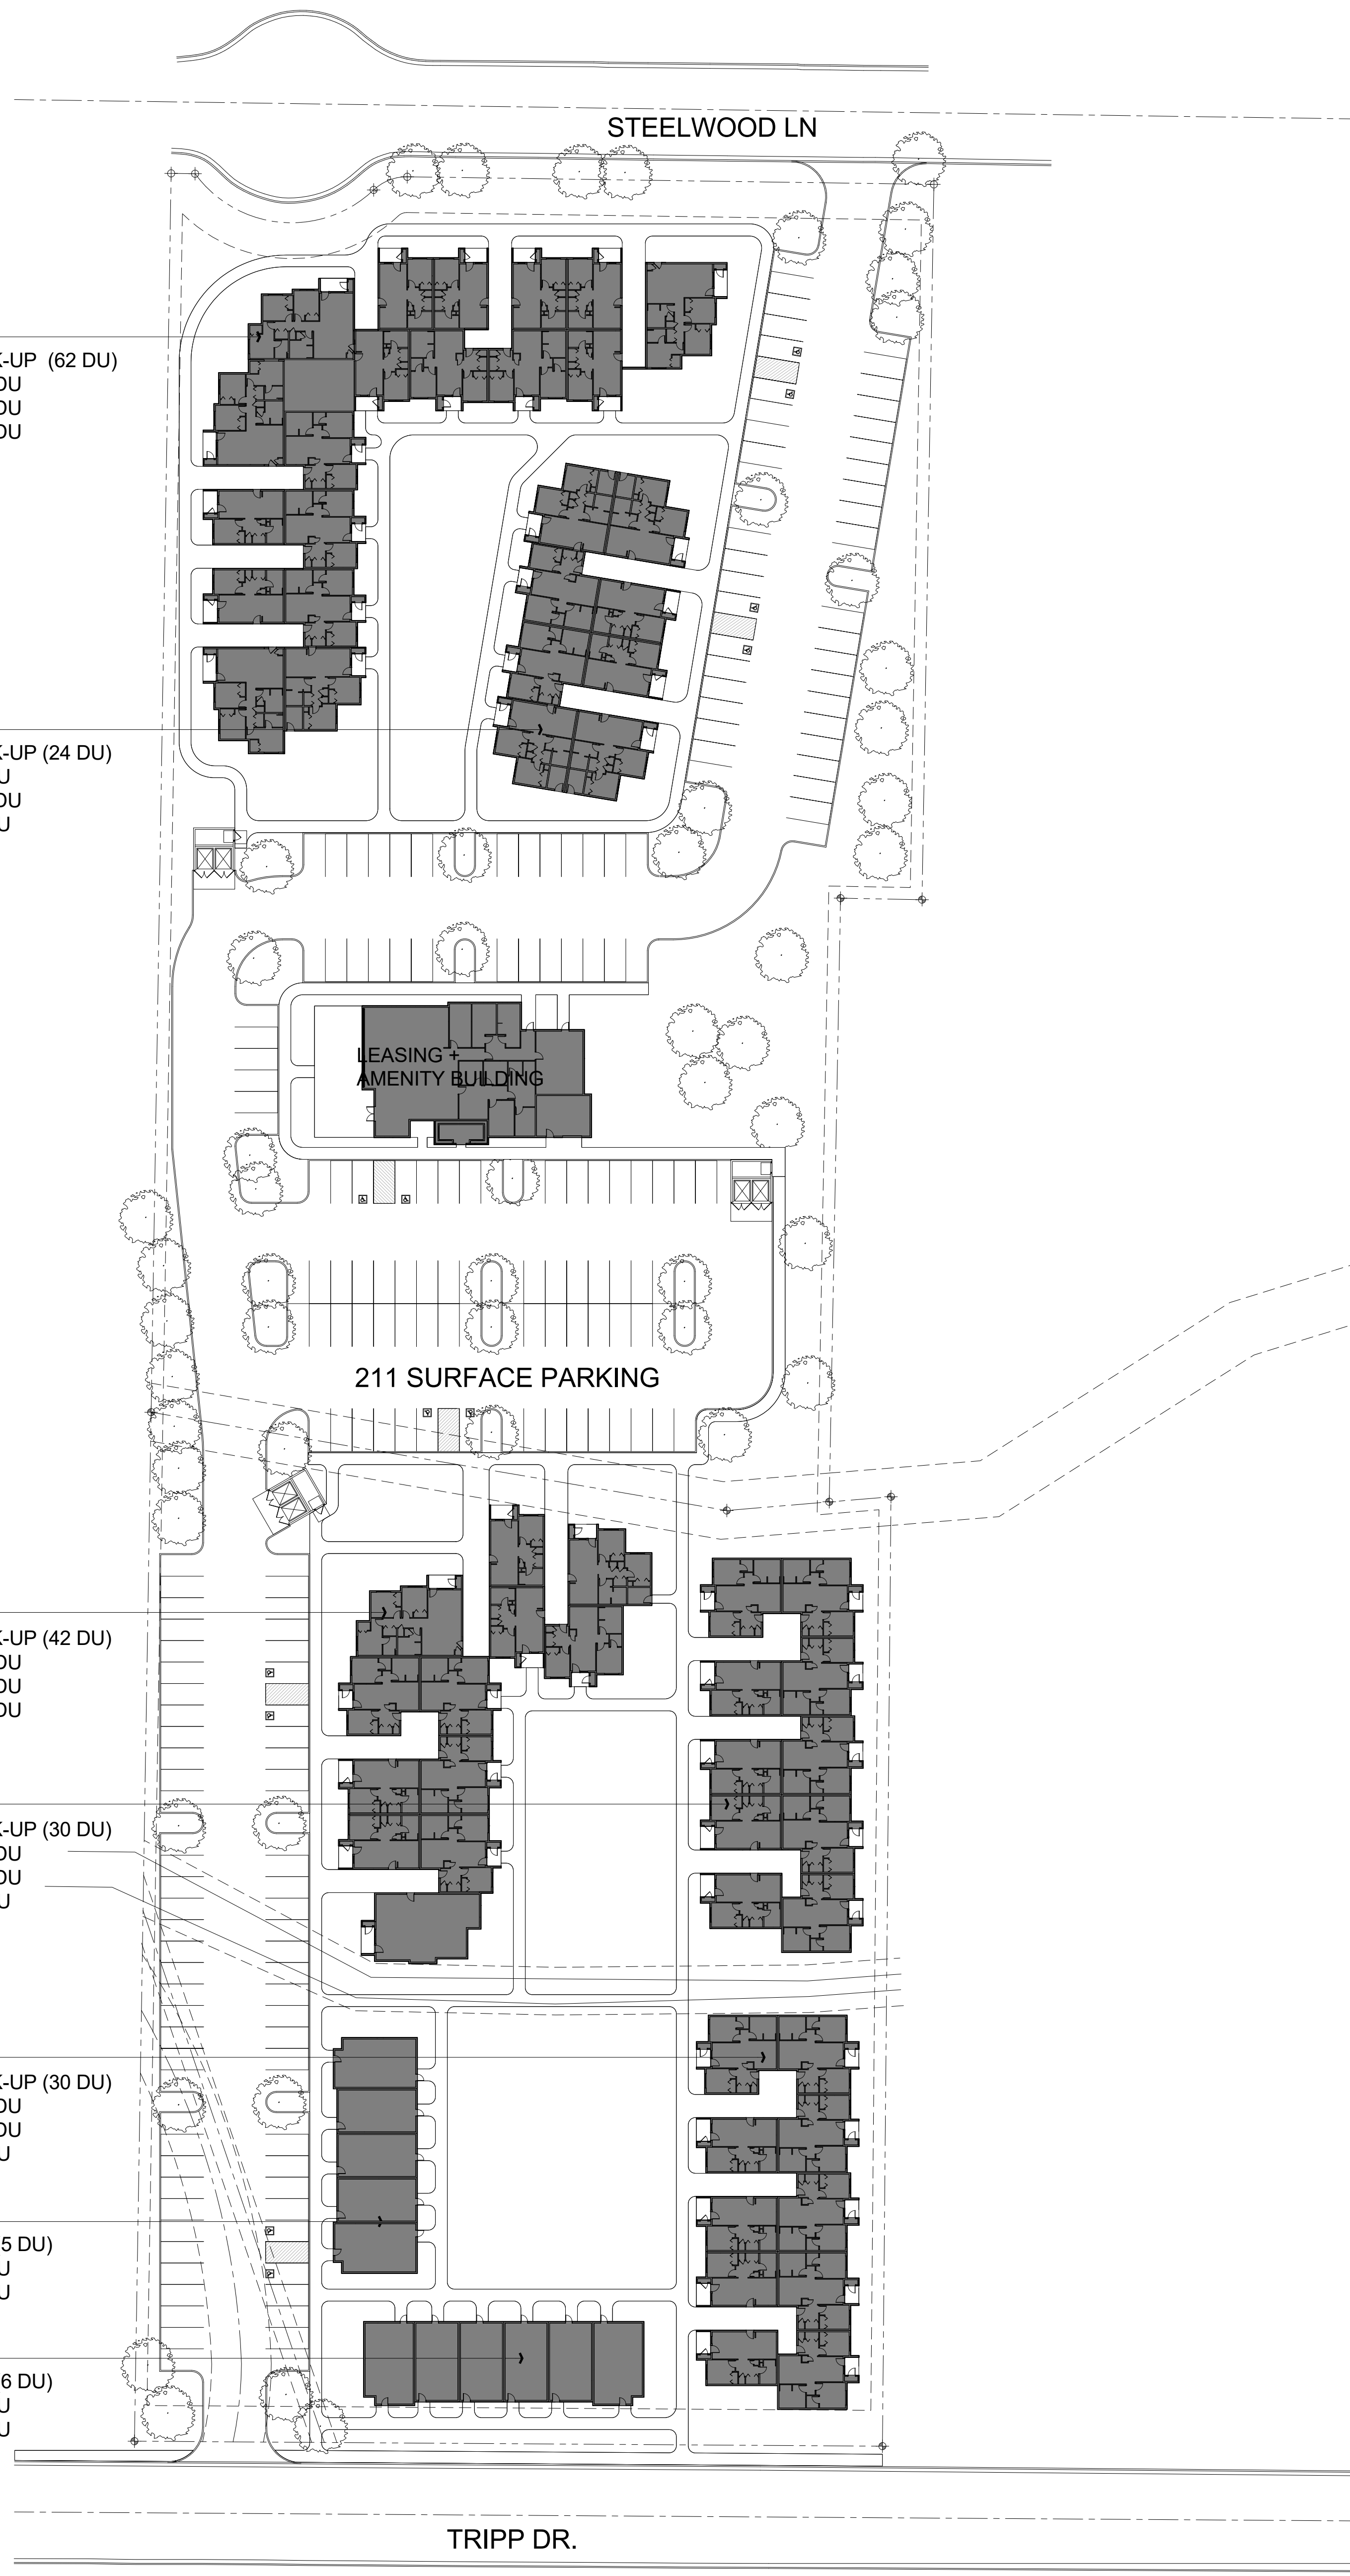 STEELWOOD LN
K-UP (62 DU)
DU
DU
DU
K-UP (24 DU)
DU
LEASING +
AMENITY BUILDING
211 SURFACE PARKING
K-UP (42 DU)
DU
DU
DU
K-UP (30 DU)
DU
DU
K-UP (30 DU)
DU
DU
5 DU)
6 DU)
TRIPP DR.